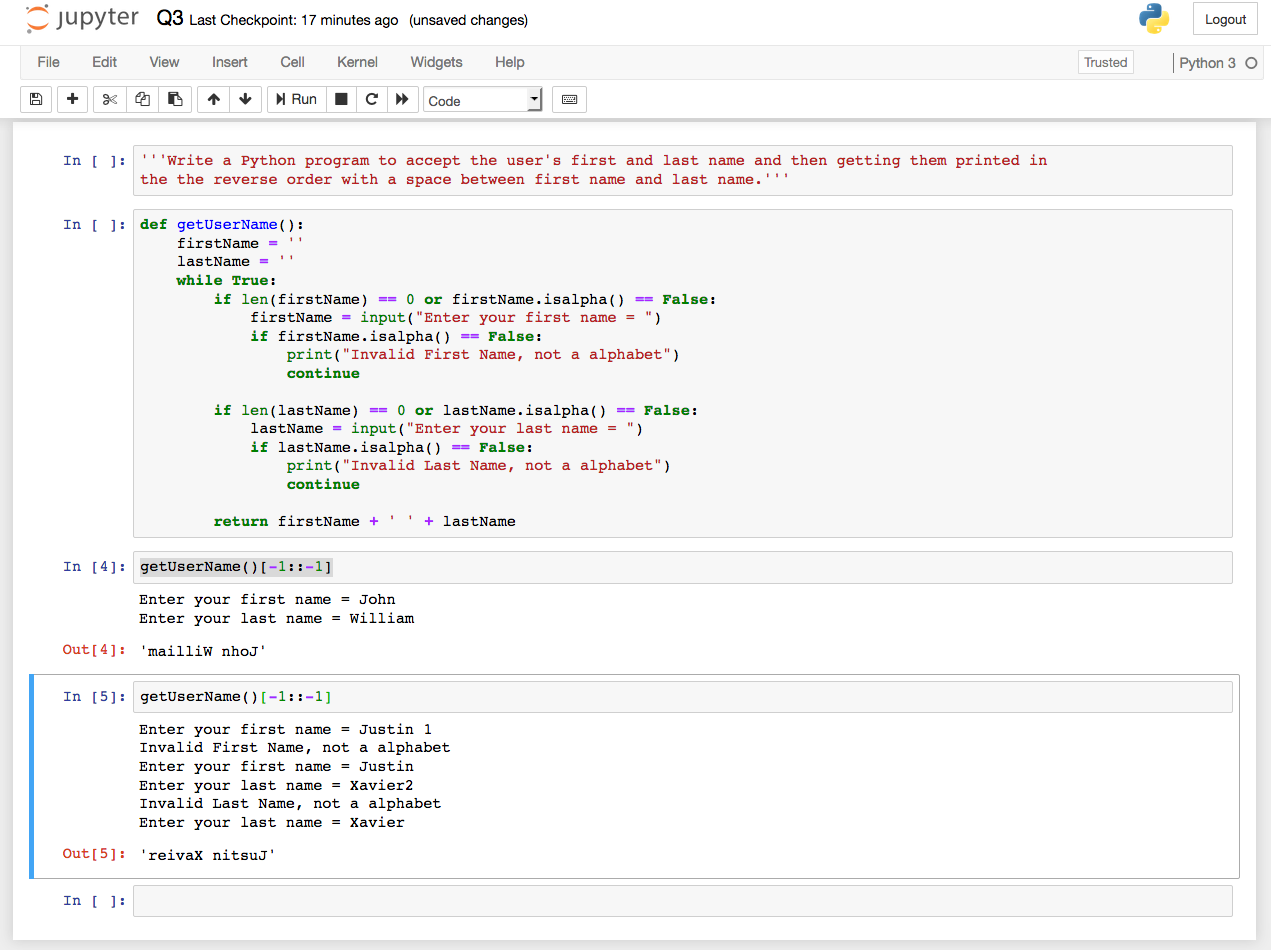 jupyter Q3 Last Checkpoint: 17 minutes ago (unsaved changes) Logout
File Edit View Insert Cell Kernel Widgets Help Trusted Python 3
Run Code
In [ ]: '''Write a Python program to accept the user's first and last name and then getting them printed in
the the reverse order with a space between first name and last name.'''
In [ ]: def getUserName():
    firstName = ''
    lastName = ''
    while True:
        if len(firstName) == 0 or firstName.isalpha() == False:
            firstName = input("Enter your first name = ")
            if firstName.isalpha() == False:
                print("Invalid First Name, not a alphabet")
                continue
        if len(lastName) == 0 or lastName.isalpha() == False:
            lastName = input("Enter your last name = ")
            if lastName.isalpha() == False:
                print("Invalid Last Name, not a alphabet")
                continue
        return firstName + ' ' + lastName
In [4]: getUserName()[-1::-1]
Enter your first name = John
Enter your last name = William
Out[4]: 'mailliW nhoJ'
In [5]: getUserName()[-1::-1]
Enter your first name = Justin 1
Invalid First Name, not a alphabet
Enter your first name = Justin
Enter your last name = Xavier2
Invalid Last Name, not a alphabet
Enter your last name = Xavier
Out[5]: 'reivaX nitsuJ'
In [ ]: